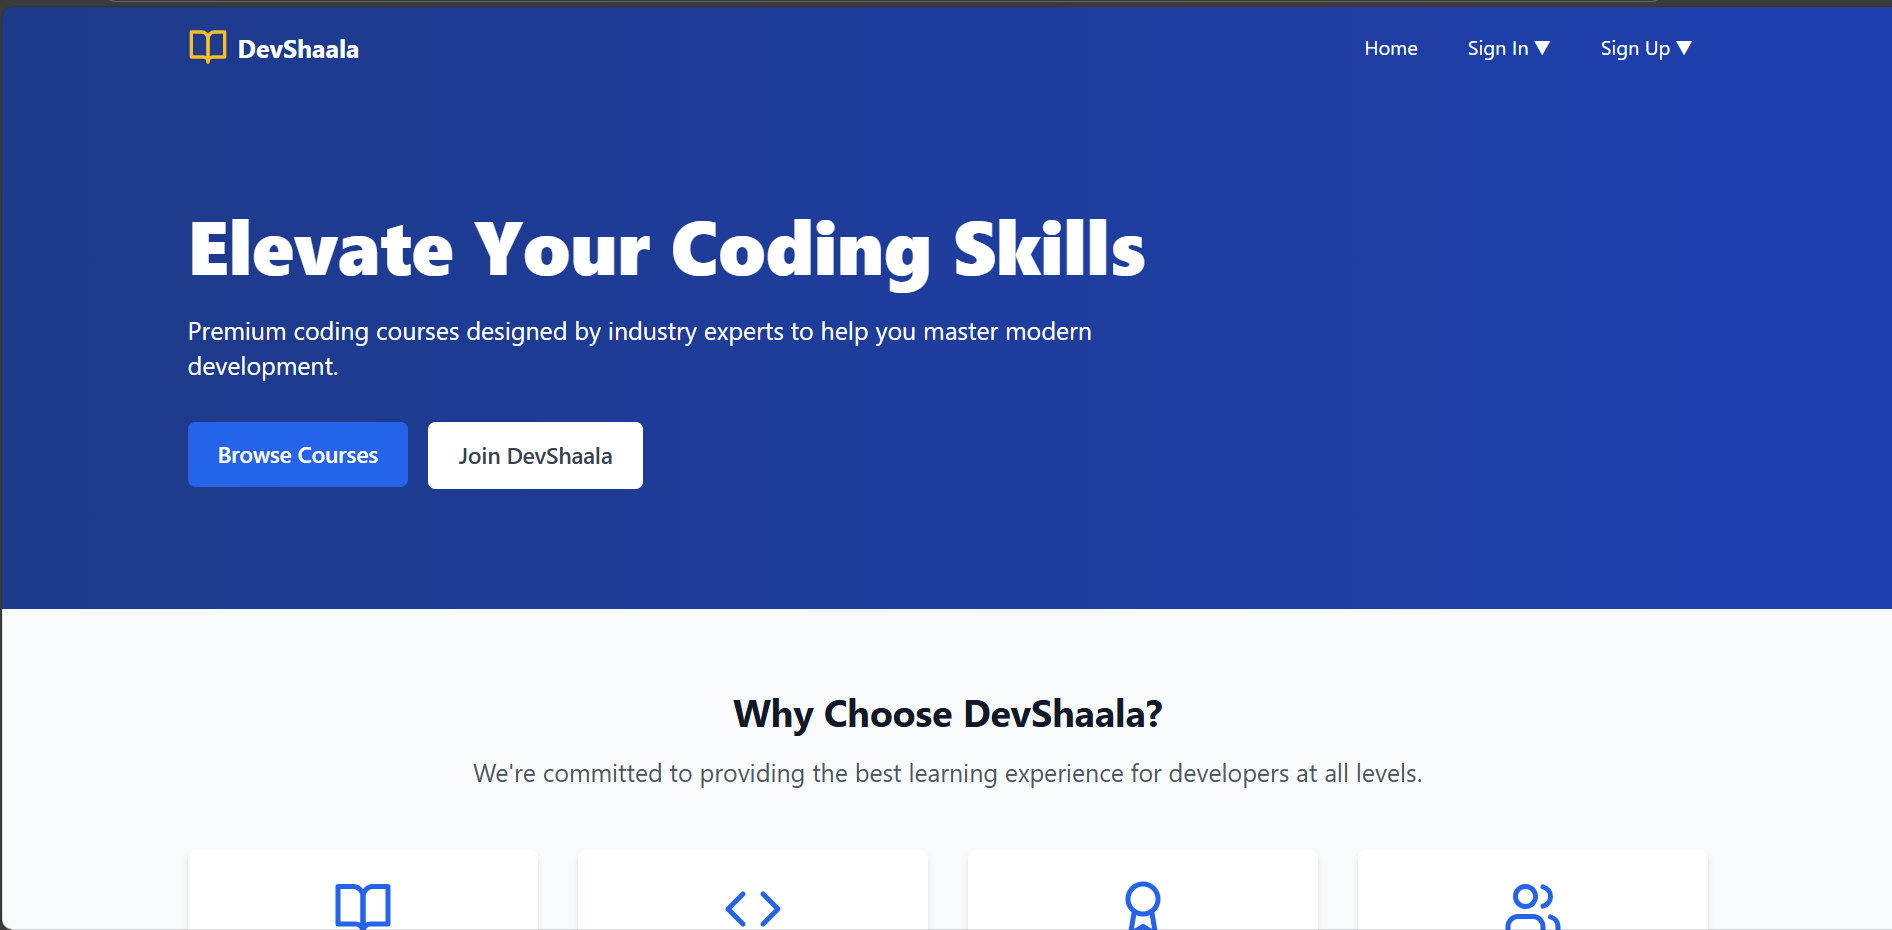 DevShaala
Home
Sign In ▼
Sign Up ▼
Elevate Your Coding Skills
Premium coding courses designed by industry experts to help you master modern
development.
Browse Courses
Join DevShaala
Why Choose DevShaala?
We're committed to providing the best learning experience for developers at all levels.